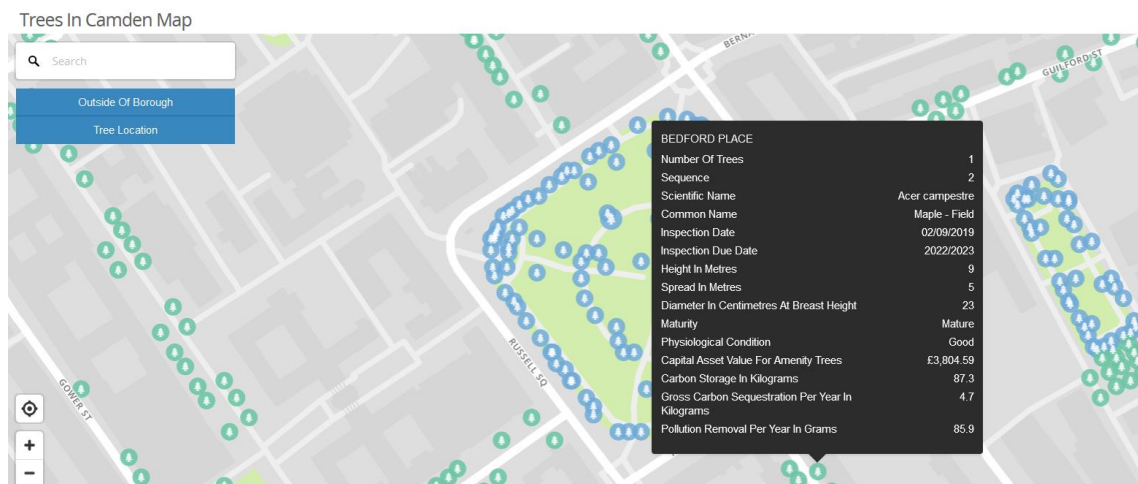 Trees In Camden Map
Search
Outside Of Borough
Tree Location
BERNA
GUILFORD ST
BEDFORD PLACE
Number Of Trees 1
Sequence 2
Scientific Name Acer campestre
Common Name Maple - Field
Inspection Date 02/09/2019
Inspection Due Date 2022/2023
Height In Metres 9
Spread In Metres 5
Diameter In Centimetres At Breast Height 23
Maturity Mature
Physiological Condition Good
Capital Asset Value For Amenity Trees £3,804.59
Carbon Storage In Kilograms 87.3
Gross Carbon Sequestration Per Year In 4.7
Kilograms
Pollution Removal Per Year In Grams 85.9
RUSSELL SQ
GOWER ST
+
−